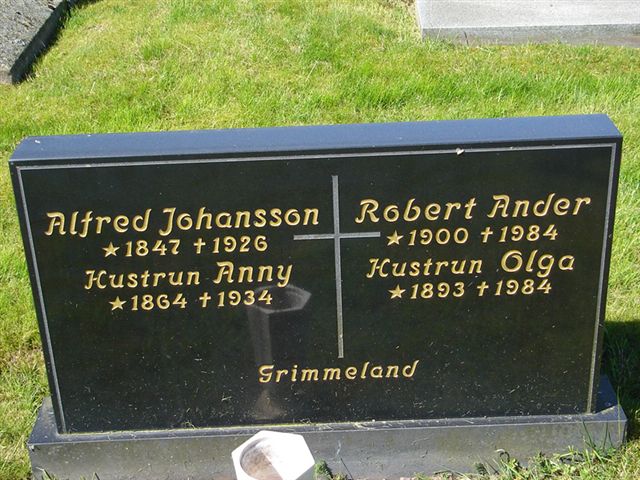 Alfred Johansson
★1847 ✝1926
Hustrun Anny
★1864 ✝1934
Robert Ander
★1900 ✝1984
Hustrun Olga
★1893 ✝1984
Grimmeland